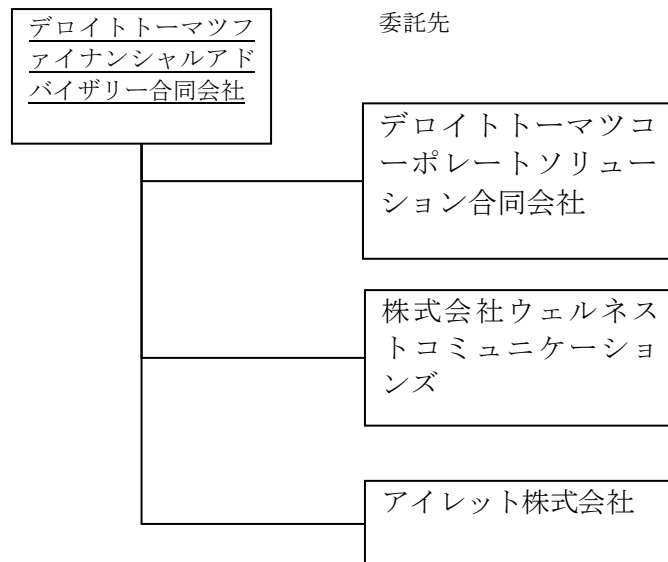 デロイトトーマツフ
ァイナンシャルアド
バイザリー合同会社
委託先
デロイトトーマツコ
ーポレートソリュー
ション合同会社
株式会社ウェルネス
トコミュニケーショ
ンズ
アイレット株式会社